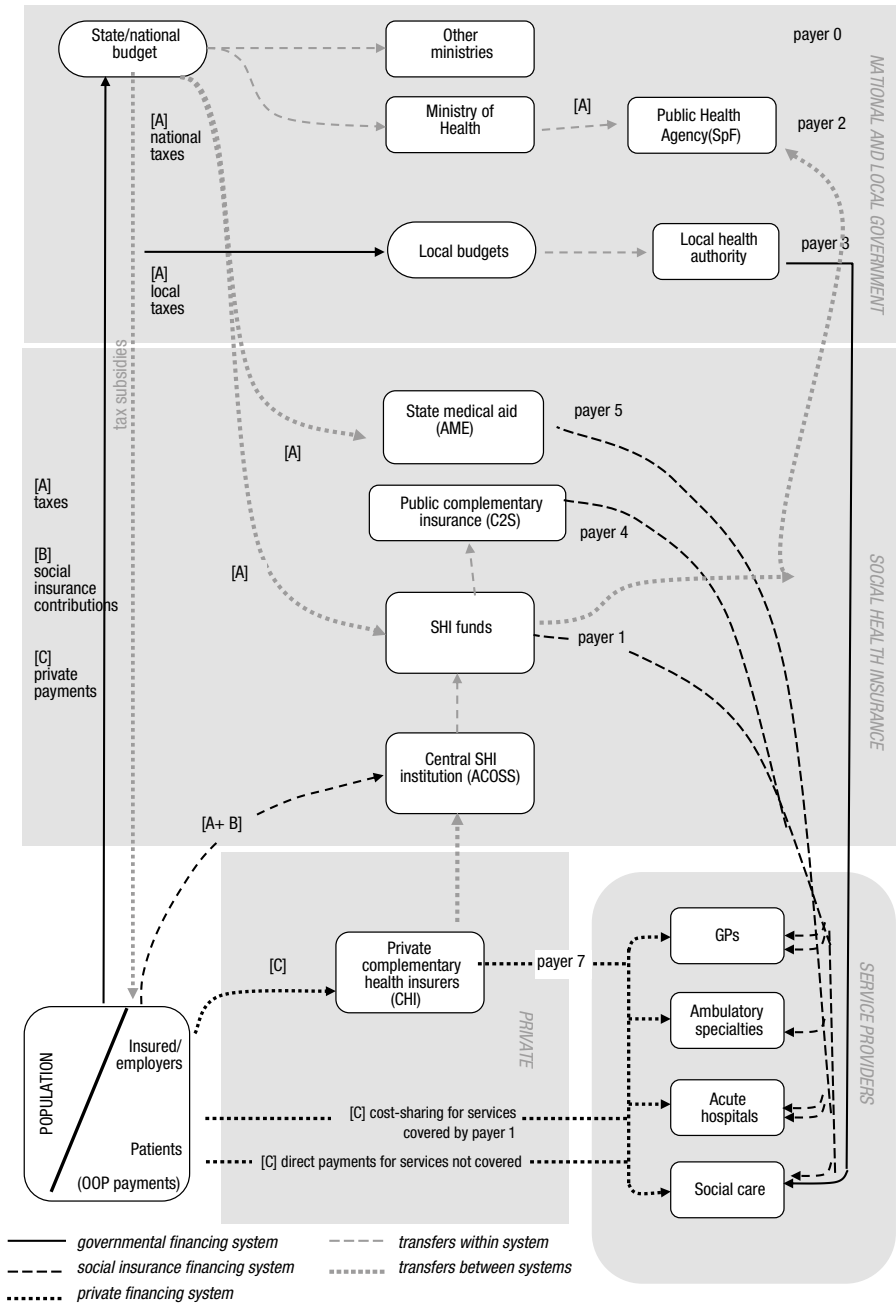 State/national
budget
Other
ministries
payer 0
Ministry of
Health
[A]
Public Health
Agency(SpF)
payer 2
[A]
national
taxes
Local budgets
Local health
authority
payer 3
[A]
local
taxes
NATIONAL AND LOCAL GOVERNMENT
tax subsidies
State medical aid
(AME)
payer 5
[A]
Public complementary
insurance (C2S)
payer 4
[A]
taxes
[B]
social
insurance
contributions
[C]
private
payments
[A]
SHI funds
payer 1
Central SHI
institution (ACOSS)
[A+ B]
SOCIAL HEALTH INSURANCE
Private
complementary
health insurers
(CHI)
[C]
payer 7
PRIVATE
GPs
Ambulatory
specialties
Acute
hospitals
Social care
SERVICE PROVIDERS
POPULATION
Insured/
employers
Patients
(OOP payments)
[C] cost-sharing for services
covered by payer 1
[C] direct payments for services not covered
governmental financing system
social insurance financing system
private financing system
transfers within system
transfers between systems